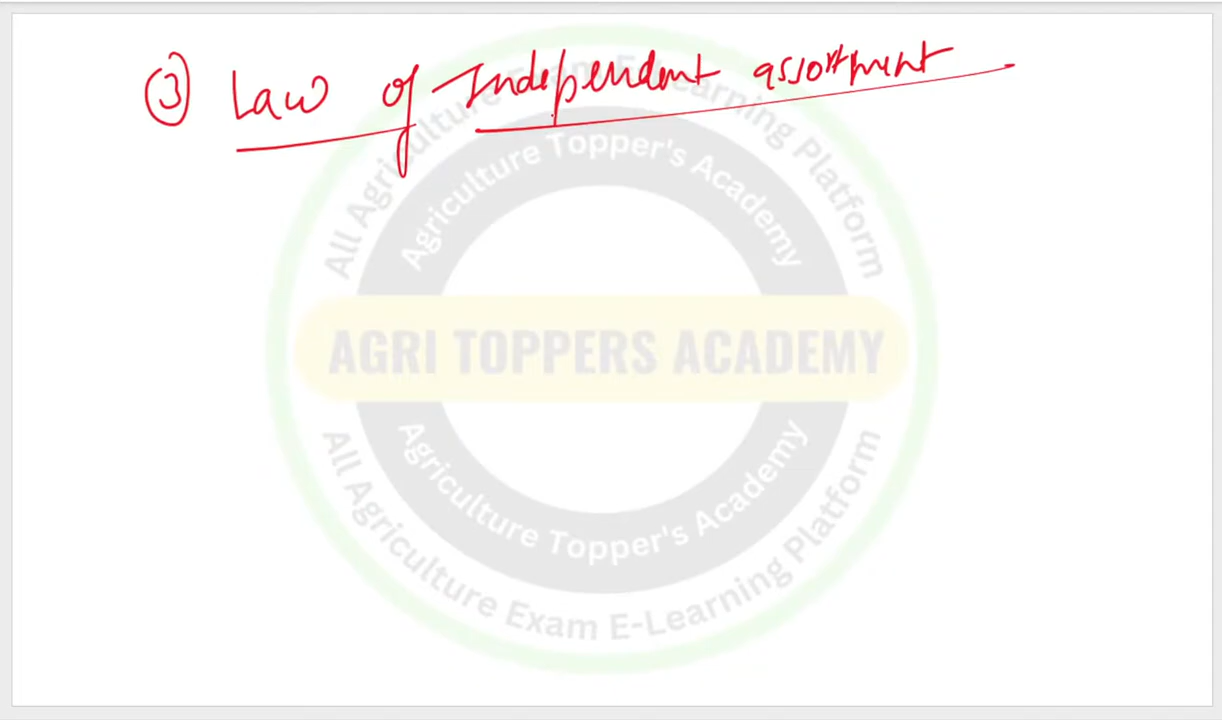 ③ Law of Independent assortment
All Agriculture Exam E-Learning Platform
Agriculture Topper's Academy
AGRI TOPPERS ACADEMY
Agriculture Topper's Academy
All Agriculture Exam E-Learning Platform